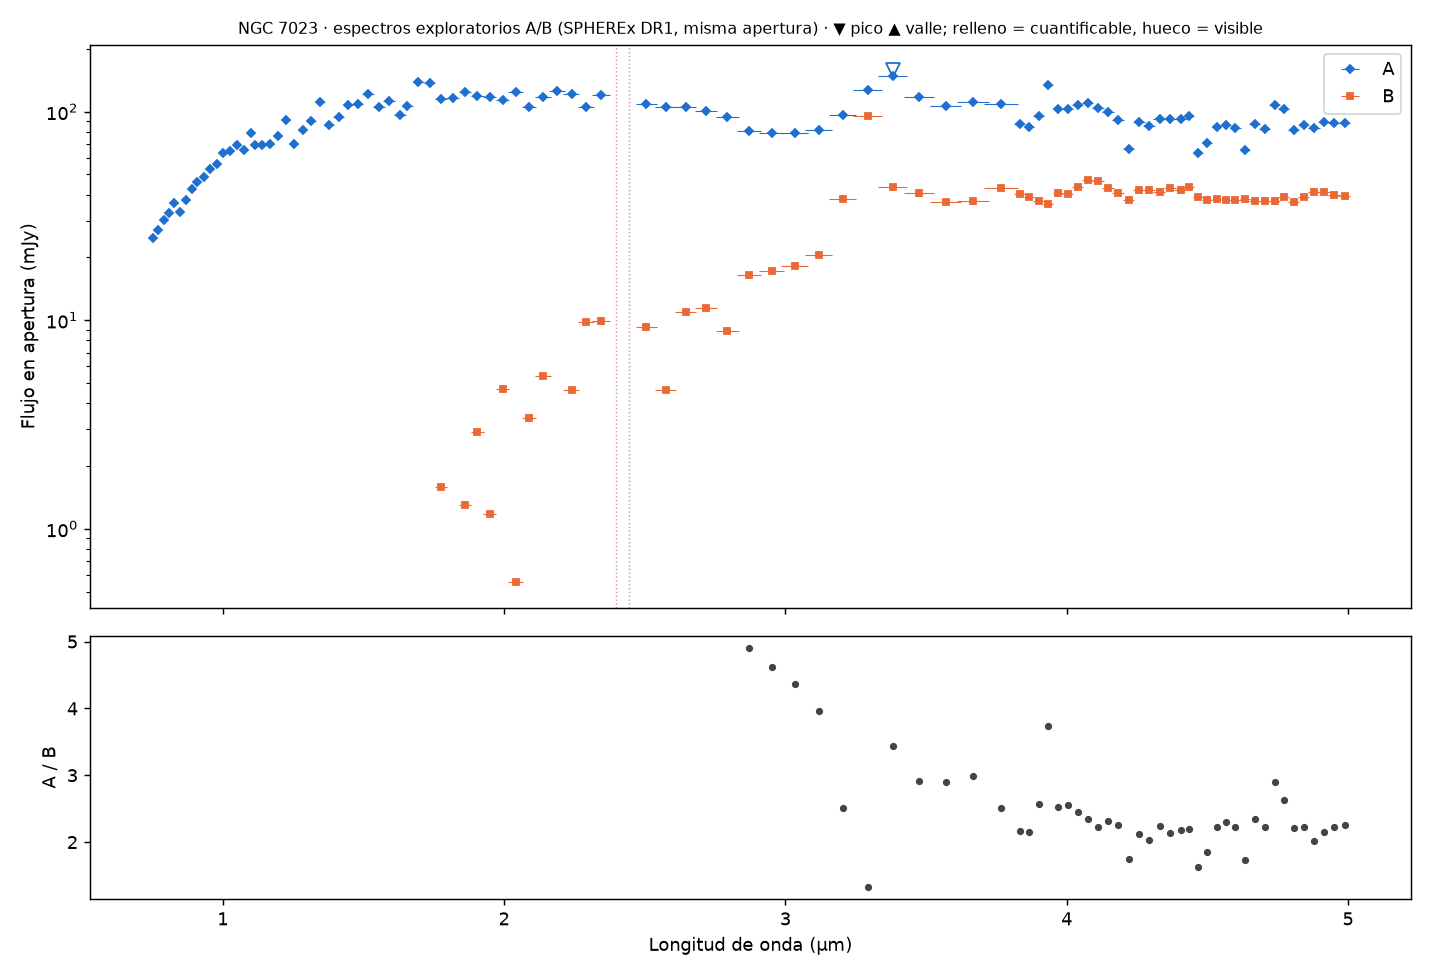 NGC 7023 · espectros exploratorios A/B (SPHEREx DR1, misma apertura) · ▼ pico ▲ valle; relleno = cuantificable, hueco = visible
A
B
10²
10¹
10⁰
Flujo en apertura (mJy)
5
4
3
2
A / B
1 2 3 4 5
Longitud de onda (μm)